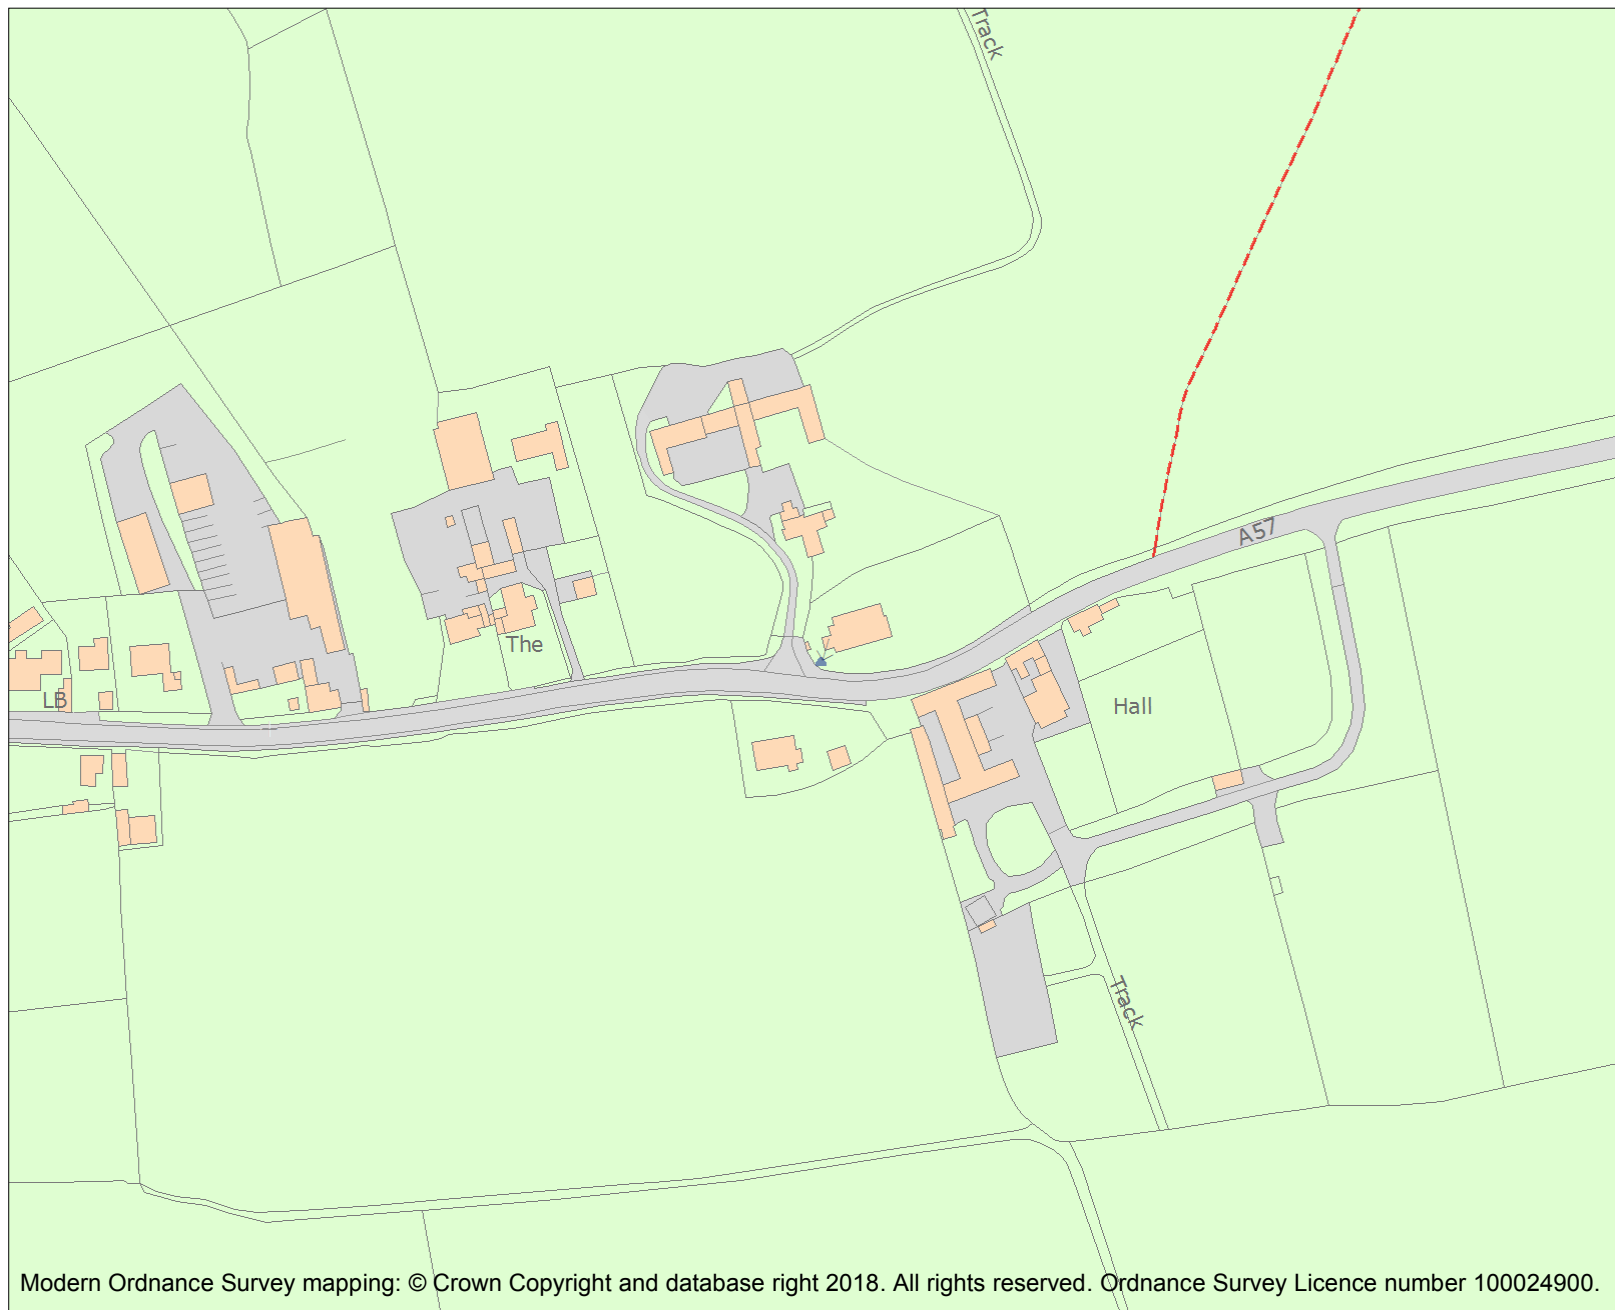 Track
A57
The
LB
Hall
Track
Modern Ordnance Survey mapping: © Crown Copyright and database right 2018. All rights reserved. Ordnance Survey Licence number 100024900.